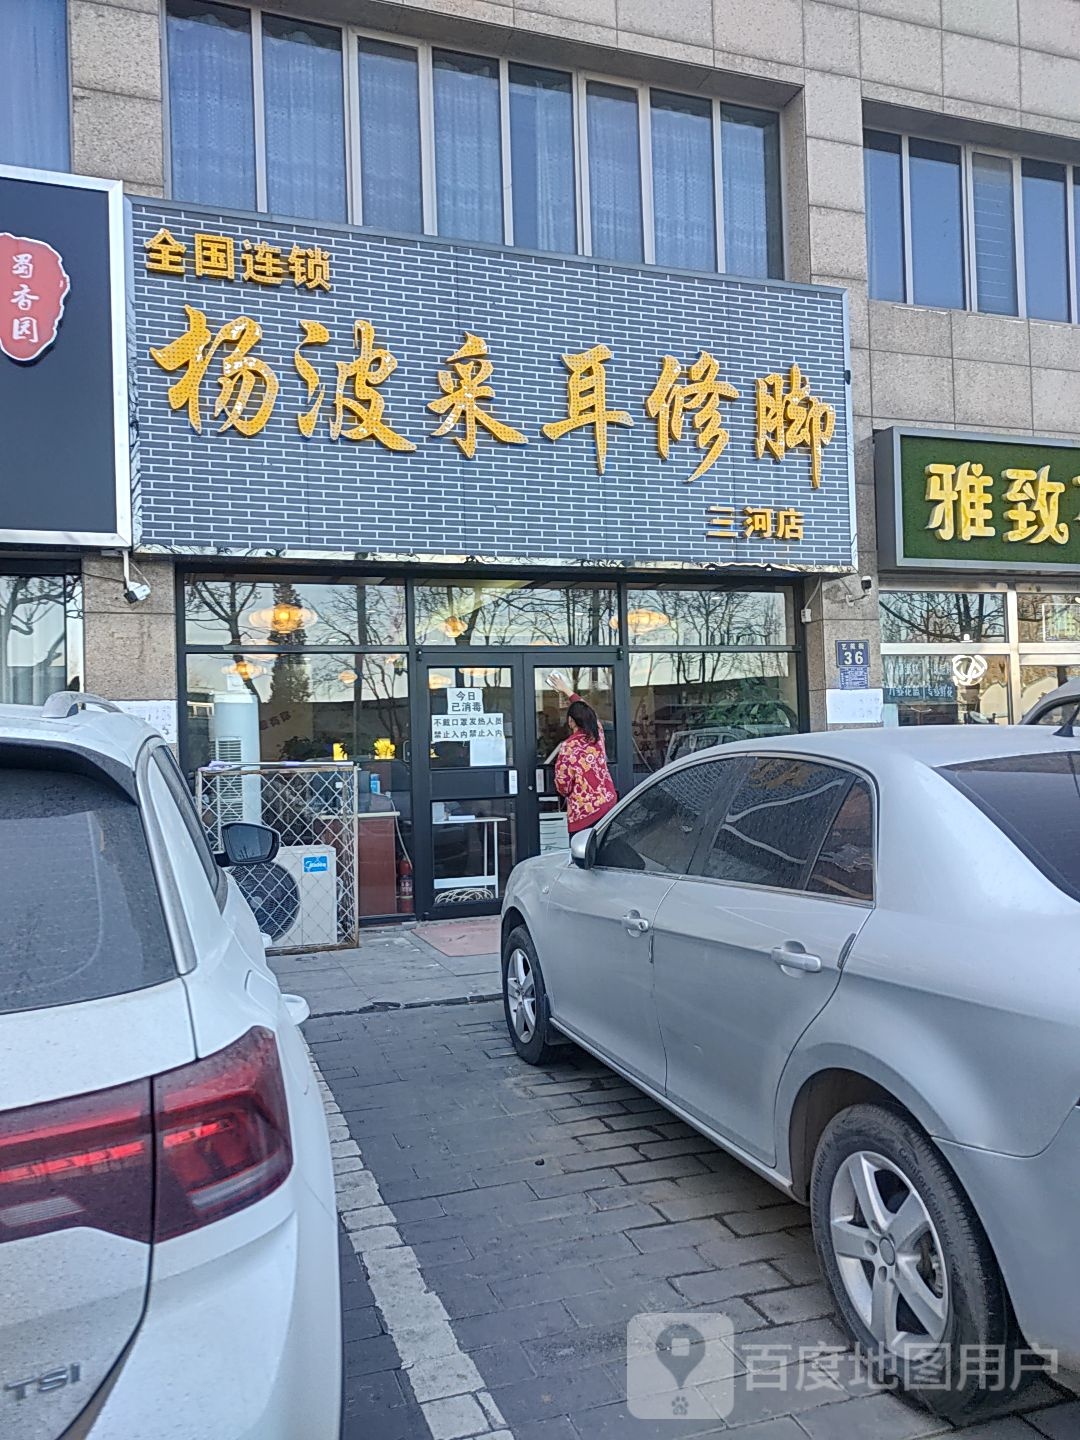 蜀香园
全国连锁
杨波采耳修脚
三河店
雅致
36
今日
已消毒
不戴口罩发热人员
禁止入内禁止入内
Midea
TSI
百度地图用户